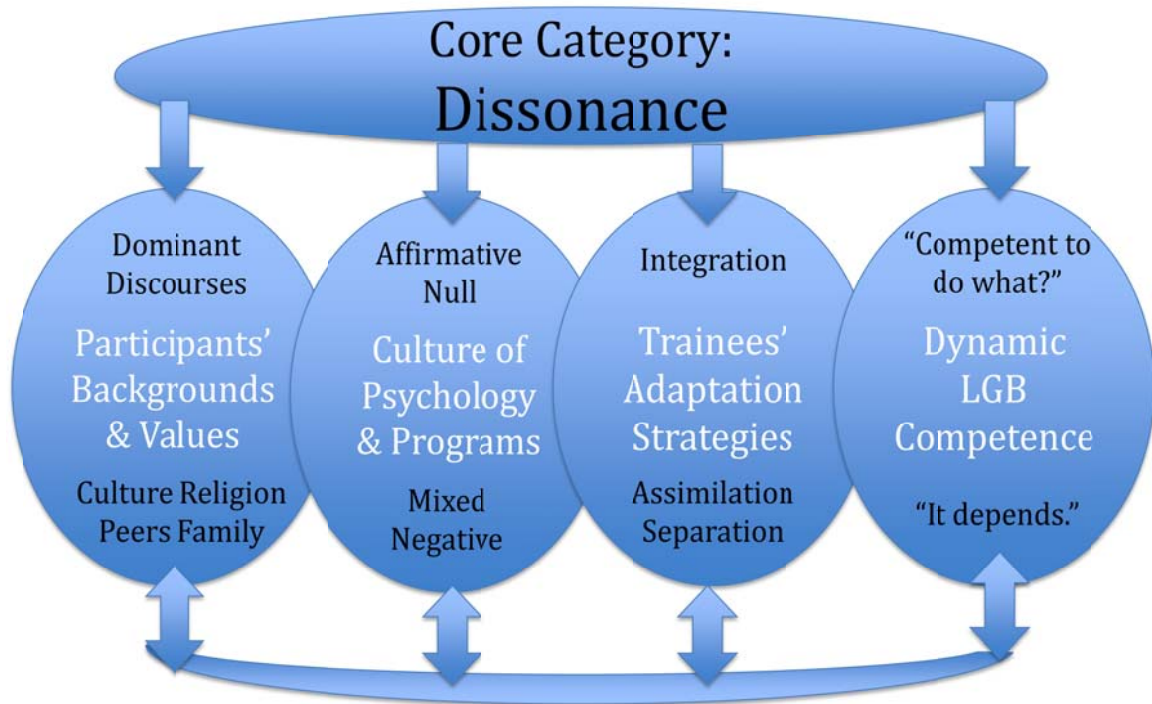 Core Category:
Dissonance
Dominant
Discourses
Participants’
Backgrounds
& Values
Culture Religion
Peers Family
Affirmative
Null
Culture of
Psychology
& Programs
Mixed
Negative
Integration
Trainees’
Adaptation
Strategies
Assimilation
Separation
“Competent to
do what?”
Dynamic
LGB
Competence
“It depends.”